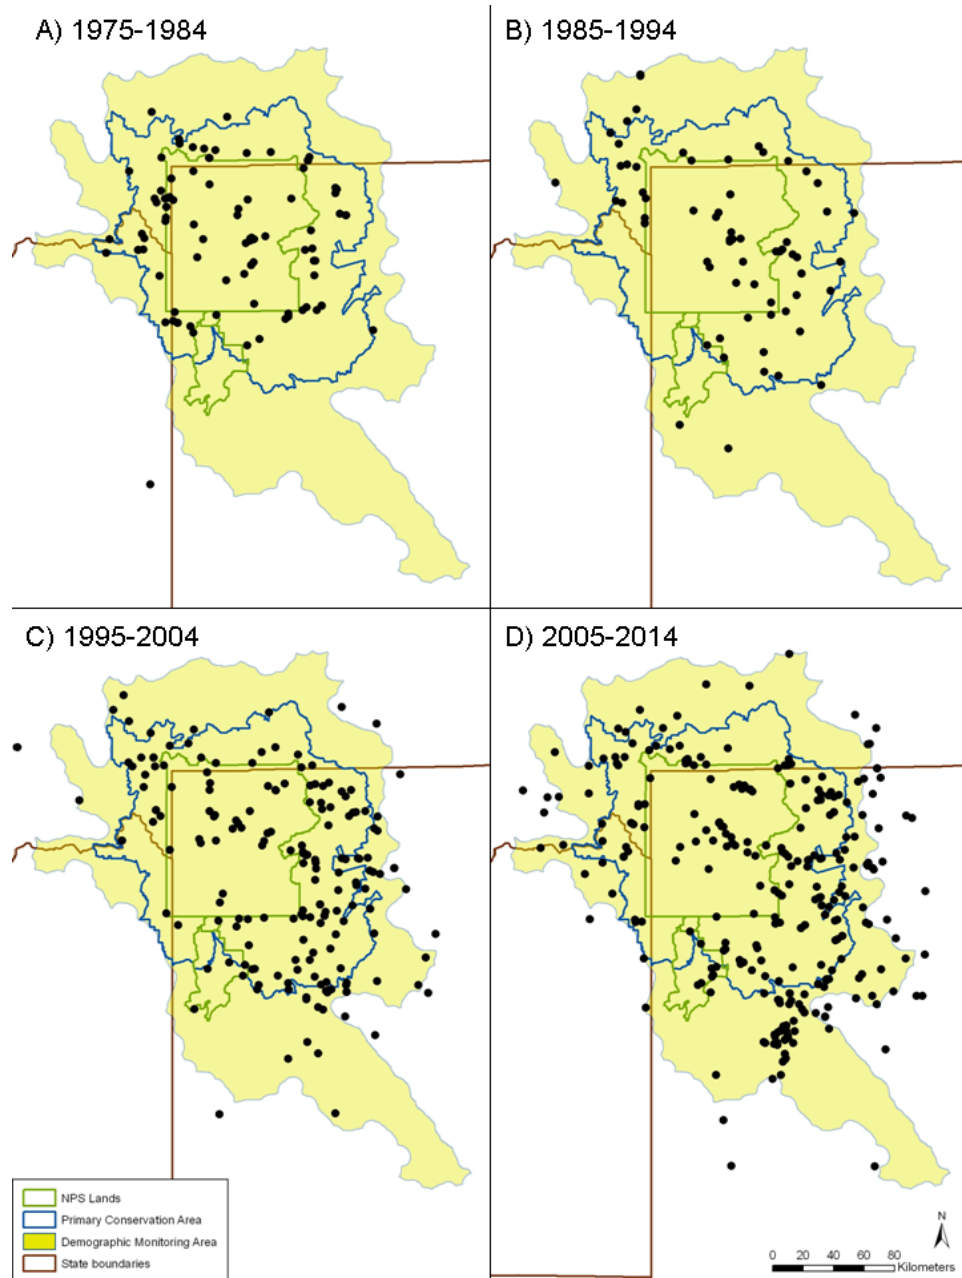 A) 1975-1984
B) 1985-1994
C) 1995-2004
D) 2005-2014
NPS Lands
Primary Conservation Area
Demographic Monitoring Area
State boundaries
N
0 20 40 60 80
Kilometers